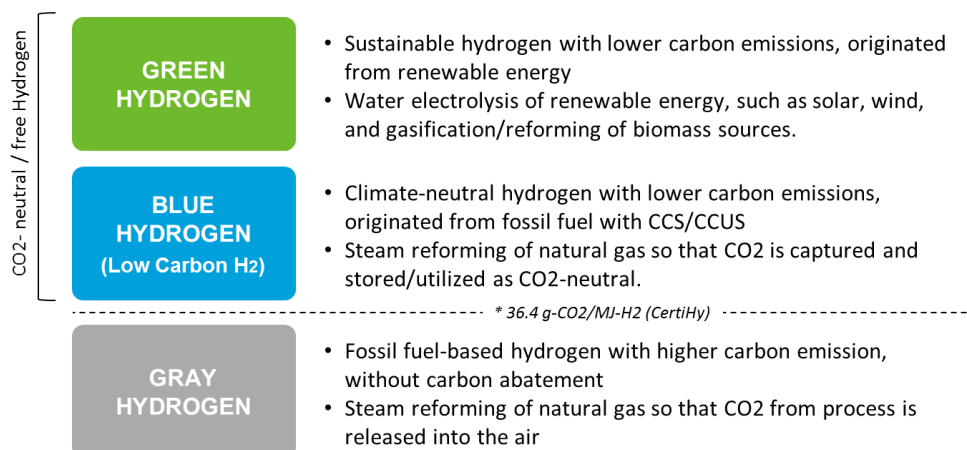 CO2- neutral / free Hydrogen
GREEN
HYDROGEN
• Sustainable hydrogen with lower carbon emissions, originated
from renewable energy
• Water electrolysis of renewable energy, such as solar, wind,
and gasification/reforming of biomass sources.
BLUE
HYDROGEN
(Low Carbon H2)
• Climate-neutral hydrogen with lower carbon emissions,
originated from fossil fuel with CCS/CCUS
• Steam reforming of natural gas so that CO2 is captured and
stored/utilized as CO2-neutral.
* 36.4 g-CO2/MJ-H2 (CertiHy)
GRAY
HYDROGEN
• Fossil fuel-based hydrogen with higher carbon emission,
without carbon abatement
• Steam reforming of natural gas so that CO2 from process is
released into the air